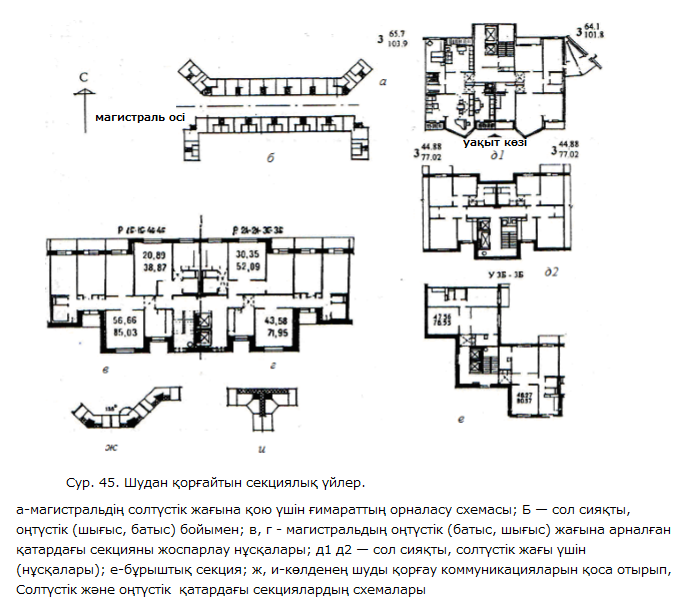 3 65.7
103.9
3 64.1
101.8
а
С
магистраль осі
б
уақыт көзі
д1
3 44.88
77.02
3 44.88
77.02
д2
20,89
38,87
30,35
52,09
56,66
85,03
43,58
71,95
в
г
У 3Б - 3Б
е
ж
и
Сур. 45. Шудан қорғайтын секциялық үйлер.
а-магистральдің солтүстік жағына қою үшін ғимараттың орналасу схемасы; Б — сол сияқты,
оңтүстік (шығыс, батыс) бойымен; в, г - магистральдың оңтүстік (батыс, шығыс) жағына арналған
қатардағы секцияны жоспарлау нұсқалары; д1 д2 — сол сияқты, солтүстік жағы үшін
(нұсқалары); е-бұрыштық секция; ж, и-көлденең шуды қорғау коммуникацияларын қоса отырып,
Солтүстік және оңтүстік қатардағы секциялардың схемалары